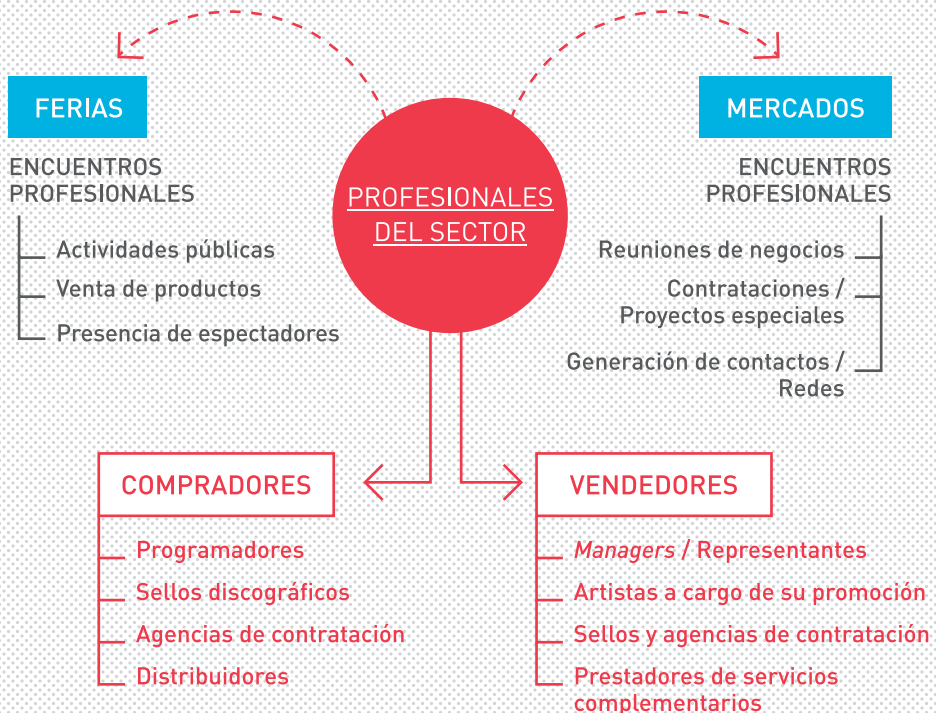 FERIAS
ENCUENTROS
PROFESIONALES
Actividades públicas
Venta de productos
Presencia de espectadores
PROFESIONALES
DEL SECTOR
MERCADOS
ENCUENTROS
PROFESIONALES
Reuniones de negocios
Contrataciones /
Proyectos especiales
Generación de contactos /
Redes
COMPRADORES
Programadores
Sellos discográficos
Agencias de contratación
Distribuidores
VENDEDORES
Managers / Representantes
Artistas a cargo de su promoción
Sellos y agencias de contratación
Prestadores de servicios
complementarios